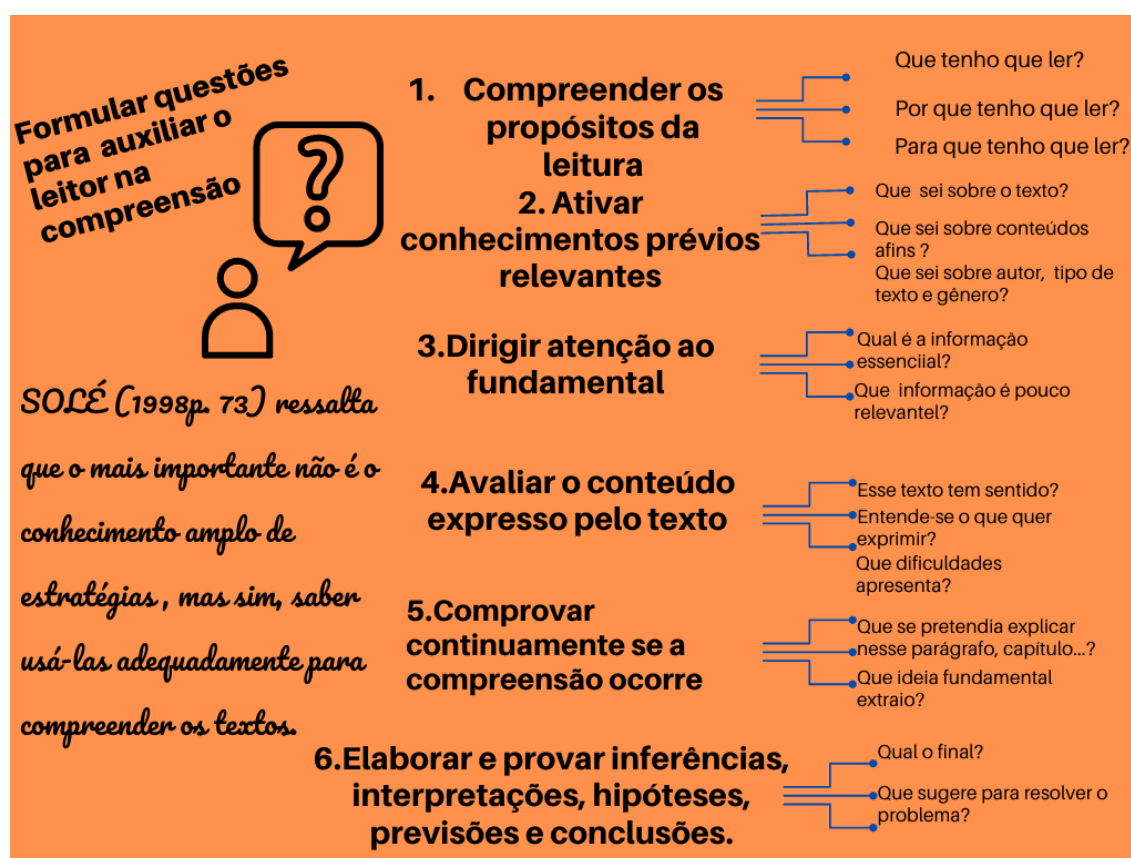 Formular questões
para auxiliar o
leitor na
compreensão
SOLÉ (1998p. 73) ressalta
que o mais importante não é o
conhecimento amplo de
estratégias , mas sim, saber
usá-las adequadamente para
compreender os textos.
1. Compreender os
propósitos da
leitura
Que tenho que ler?
Por que tenho que ler?
Para que tenho que ler?
2. Ativar
conhecimentos prévios
relevantes
Que sei sobre o texto?
Que sei sobre conteúdos
afins ?
Que sei sobre autor, tipo de
texto e gênero?
3.Dirigir atenção ao
fundamental
Qual é a informação
essenciial?
Que informação é pouco
relevantel?
4.Avaliar o conteúdo
expresso pelo texto
Esse texto tem sentido?
Entende-se o que quer
exprimir?
Que dificuldades
apresenta?
5.Comprovar
continuamente se a
compreensão ocorre
Que se pretendia explicar
nesse parágrafo, capítulo...?
Que ideia fundamental
extraio?
6.Elaborar e provar inferências,
interpretações, hipóteses,
previsões e conclusões.
Qual o final?
Que sugere para resolver o
problema?